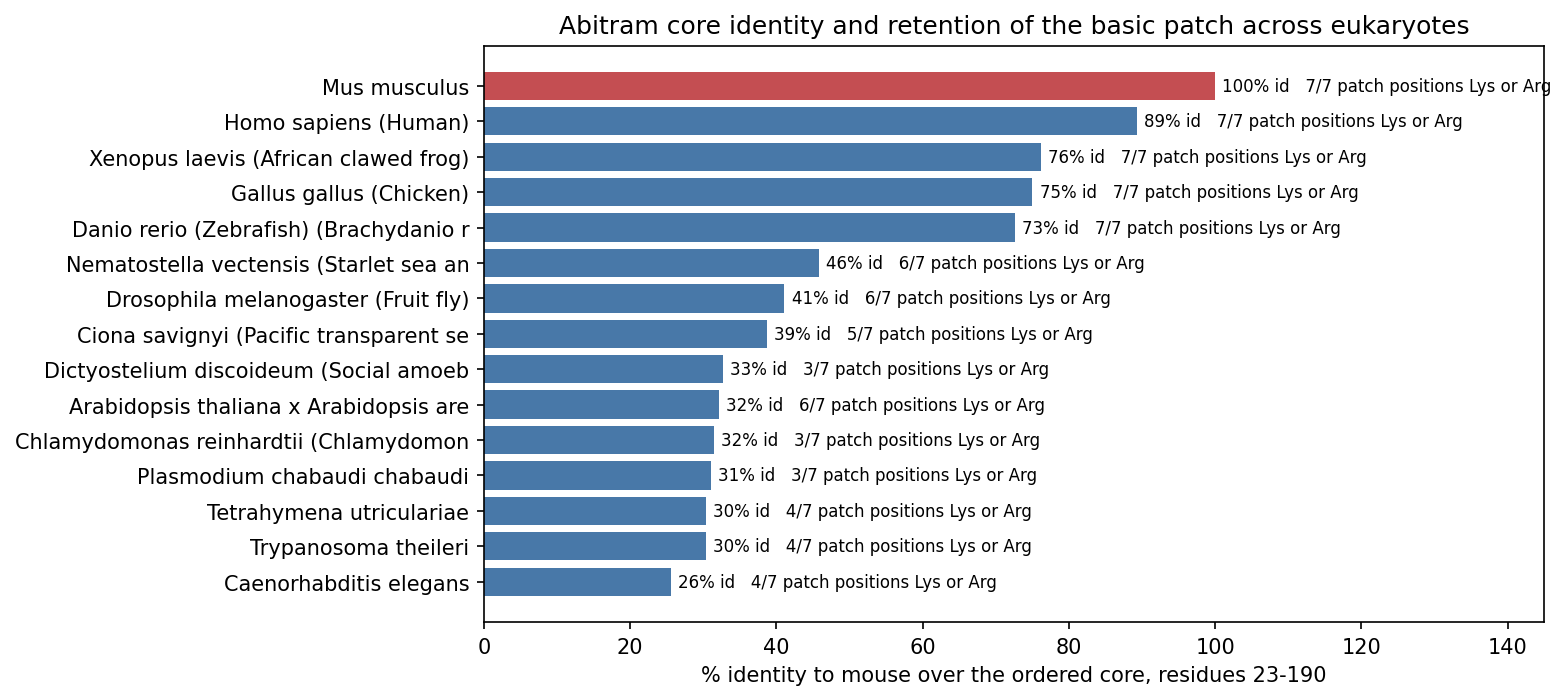 Abitram core identity and retention of the basic patch across eukaryotes
Mus musculus 100% id 7/7 patch positions Lys or Arg
Homo sapiens (Human) 89% id 7/7 patch positions Lys or Arg
Xenopus laevis (African clawed frog) 76% id 7/7 patch positions Lys or Arg
Gallus gallus (Chicken) 75% id 7/7 patch positions Lys or Arg
Danio rerio (Zebrafish) (Brachydanio r 73% id 7/7 patch positions Lys or Arg
Nematostella vectensis (Starlet sea an 46% id 6/7 patch positions Lys or Arg
Drosophila melanogaster (Fruit fly) 41% id 6/7 patch positions Lys or Arg
Ciona savignyi (Pacific transparent se 39% id 5/7 patch positions Lys or Arg
Dictyostelium discoideum (Social amoeb 33% id 3/7 patch positions Lys or Arg
Arabidopsis thaliana x Arabidopsis are 32% id 6/7 patch positions Lys or Arg
Chlamydomonas reinhardtii (Chlamydomon 32% id 3/7 patch positions Lys or Arg
Plasmodium chabaudi chabaudi 31% id 3/7 patch positions Lys or Arg
Tetrahymena utriculariae 30% id 4/7 patch positions Lys or Arg
Trypanosoma theileri 30% id 4/7 patch positions Lys or Arg
Caenorhabditis elegans 26% id 4/7 patch positions Lys or Arg
0 20 40 60 80 100 120 140
% identity to mouse over the ordered core, residues 23-190